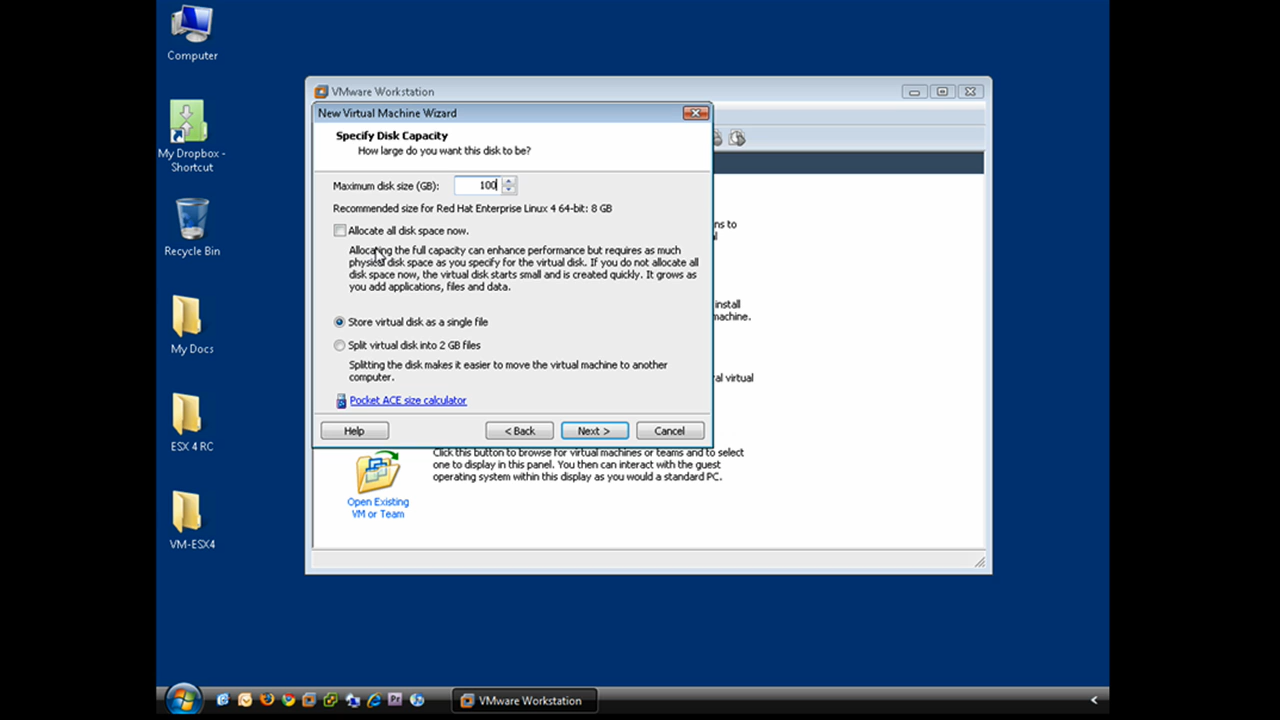 Computer
My Dropbox -
Shortcut
Recycle Bin
My Docs
ESX 4 RC
VM-ESX4
VMware Workstation
New Virtual Machine Wizard
Specify Disk Capacity
How large do you want this disk to be?
Maximum disk size (GB):
100
Recommended size for Red Hat Enterprise Linux 4 64-bit: 8 GB
Allocate all disk space now.
Allocating the full capacity can enhance performance but requires as much
physical disk space as you specify for the virtual disk. If you do not allocate all
disk space now, the virtual disk starts small and is created quickly. It grows as
you add applications, files and data.
Store virtual disk as a single file
Split virtual disk into 2 GB files
Splitting the disk makes it easier to move the virtual machine to another
computer.
Pocket ACE size calculator
Help
< Back
Next >
Cancel
ns to
install
machine.
al virtual
Click this button to browse for virtual machines or teams and to select
one to display in this panel. You then can interact with the guest
operating system within this display as you would a standard PC.
Open Existing
VM or Team
Pr
VMware Workstation